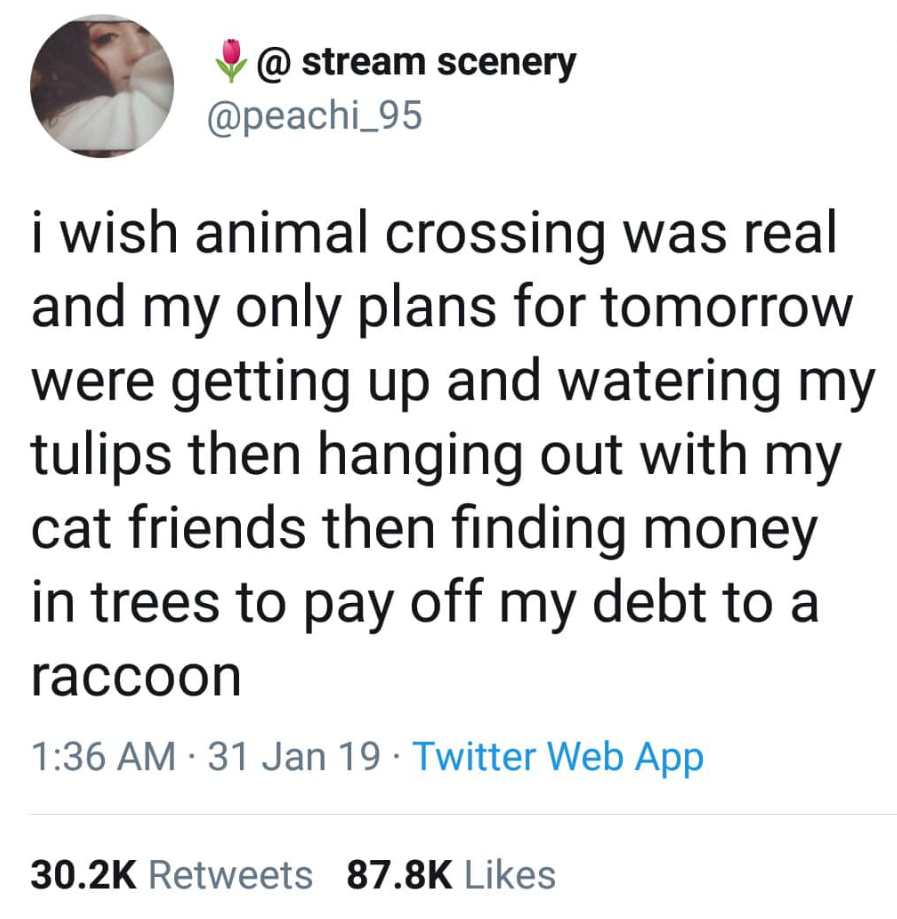 🌷@ stream scenery
@peachi_95
i wish animal crossing was real
and my only plans for tomorrow
were getting up and watering my
tulips then hanging out with my
cat friends then finding money
in trees to pay off my debt to a
raccoon
1:36 AM · 31 Jan 19 · Twitter Web App
30.2K Retweets 87.8K Likes